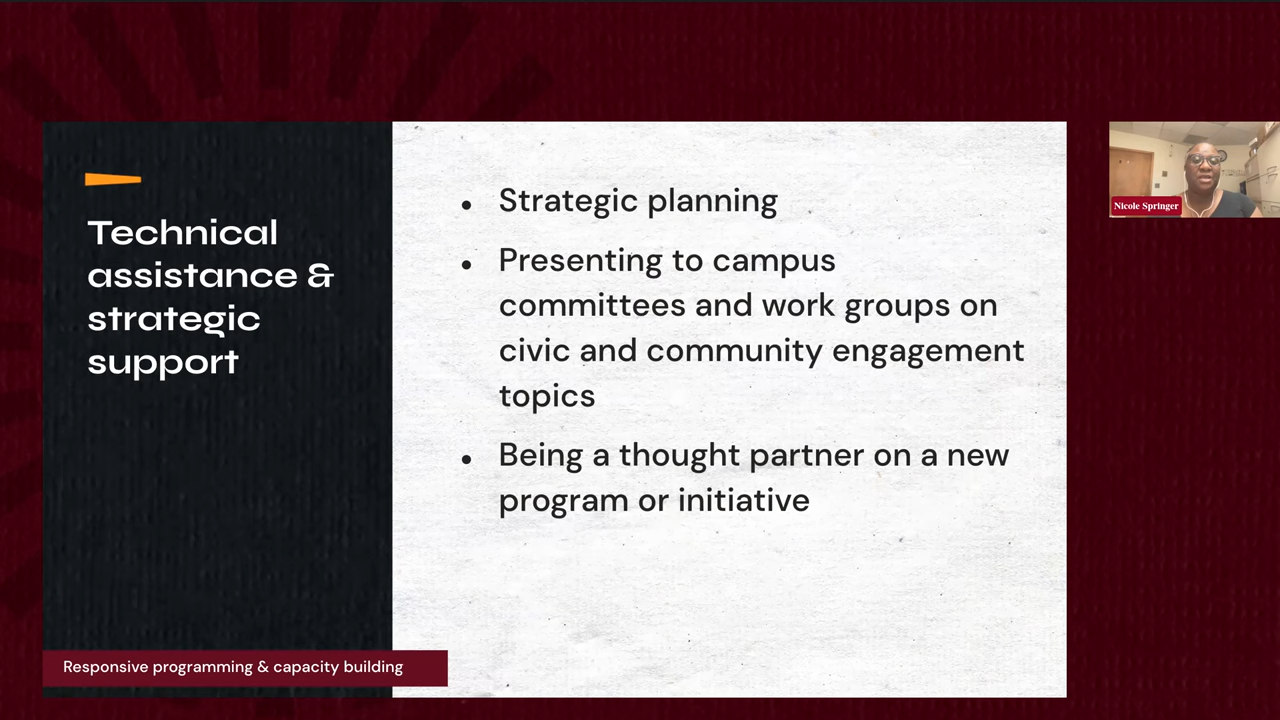 Technical
assistance &
strategic
support
• Strategic planning
• Presenting to campus
committees and work groups on
civic and community engagement
topics
• Being a thought partner on a new
program or initiative
Responsive programming & capacity building
Nicole Springer